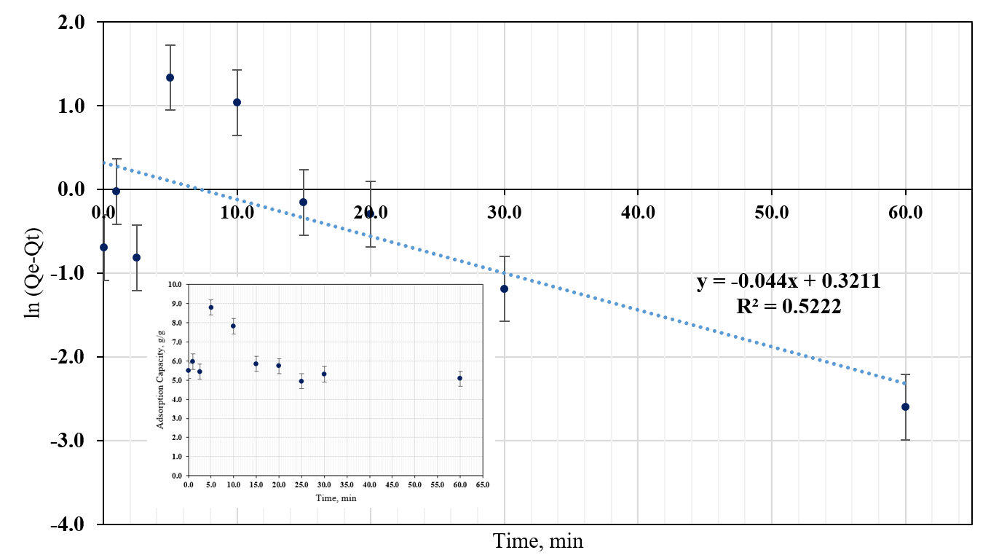 2.0
1.0
0.0
-1.0
-2.0
-3.0
-4.0
ln (Qe-Qt)
0.0 10.0 20.0 30.0 40.0 50.0 60.0
y = -0.044x + 0.3211
R² = 0.5222
Time, min
10.0
9.0
8.0
7.0
6.0
5.0
4.0
3.0
2.0
1.0
0.0
Adsorption Capacity, g/g
0.0 5.0 10.0 15.0 20.0 25.0 30.0 35.0 40.0 45.0 50.0 55.0 60.0 65.0
Time, min